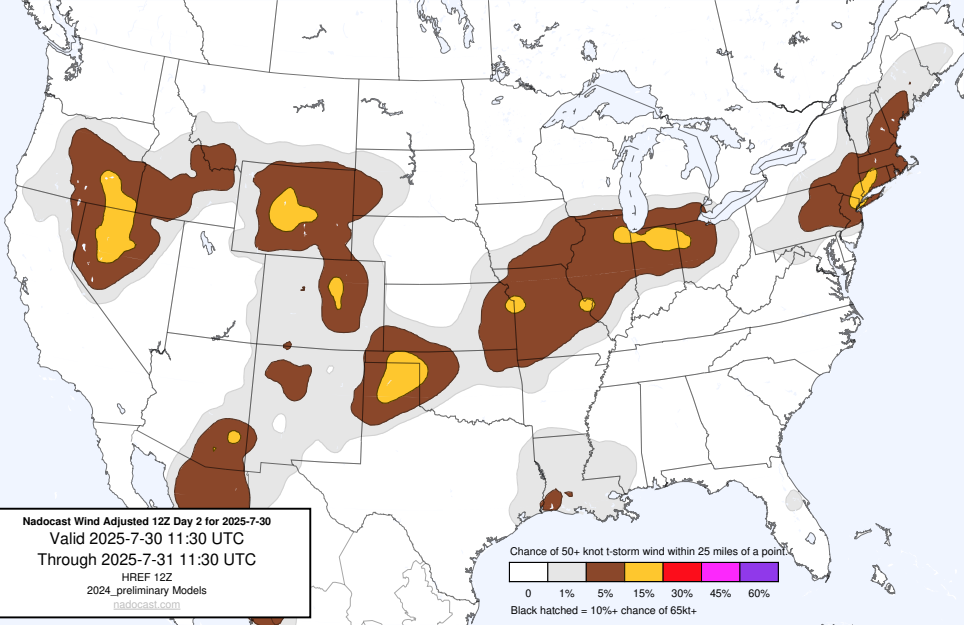 Nadocast Wind Adjusted 12Z Day 2 for 2025-7-30
Valid 2025-7-30 11:30 UTC
Through 2025-7-31 11:30 UTC
HREF 12Z
2024_preliminary Models
nadocast.com
Chance of 50+ knot t-storm wind within 25 miles of a point.
0 1% 5% 15% 30% 45% 60%
Black hatched = 10%+ chance of 65kt+